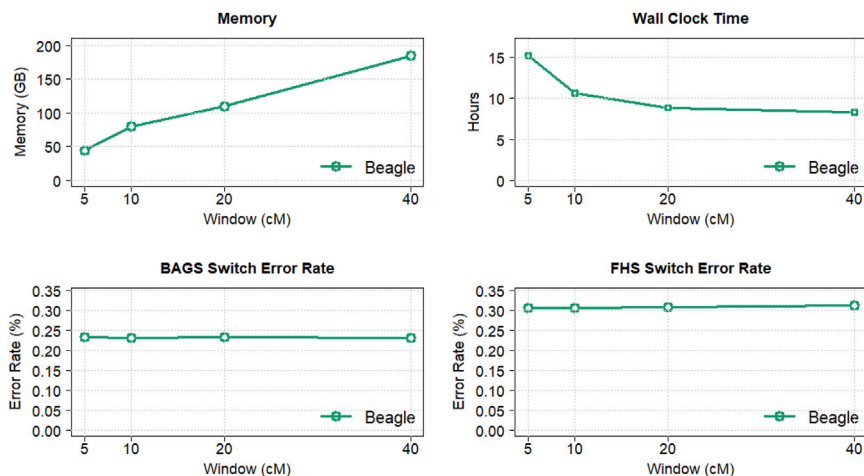 Memory
Memory (GB)
200
150
100
50
0
Beagle
5 10 20 40
Window (cM)
Wall Clock Time
Hours
15
10
5
0
Beagle
5 10 20 40
Window (cM)
BAGS Switch Error Rate
Error Rate (%)
0.35
0.30
0.25
0.20
0.15
0.10
0.05
0.00
Beagle
5 10 20 40
Window (cM)
FHS Switch Error Rate
Error Rate (%)
0.35
0.30
0.25
0.20
0.15
0.10
0.05
0.00
Beagle
5 10 20 40
Window (cM)